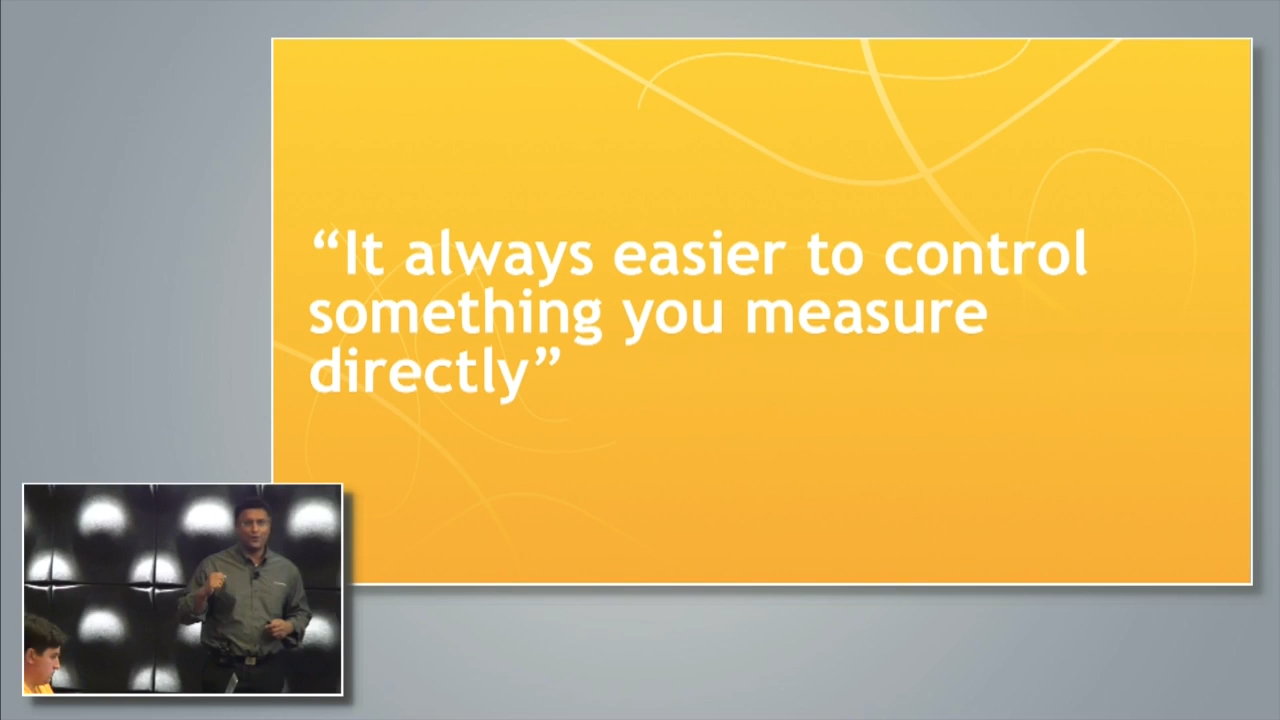 “It always easier to control
something you measure
directly”